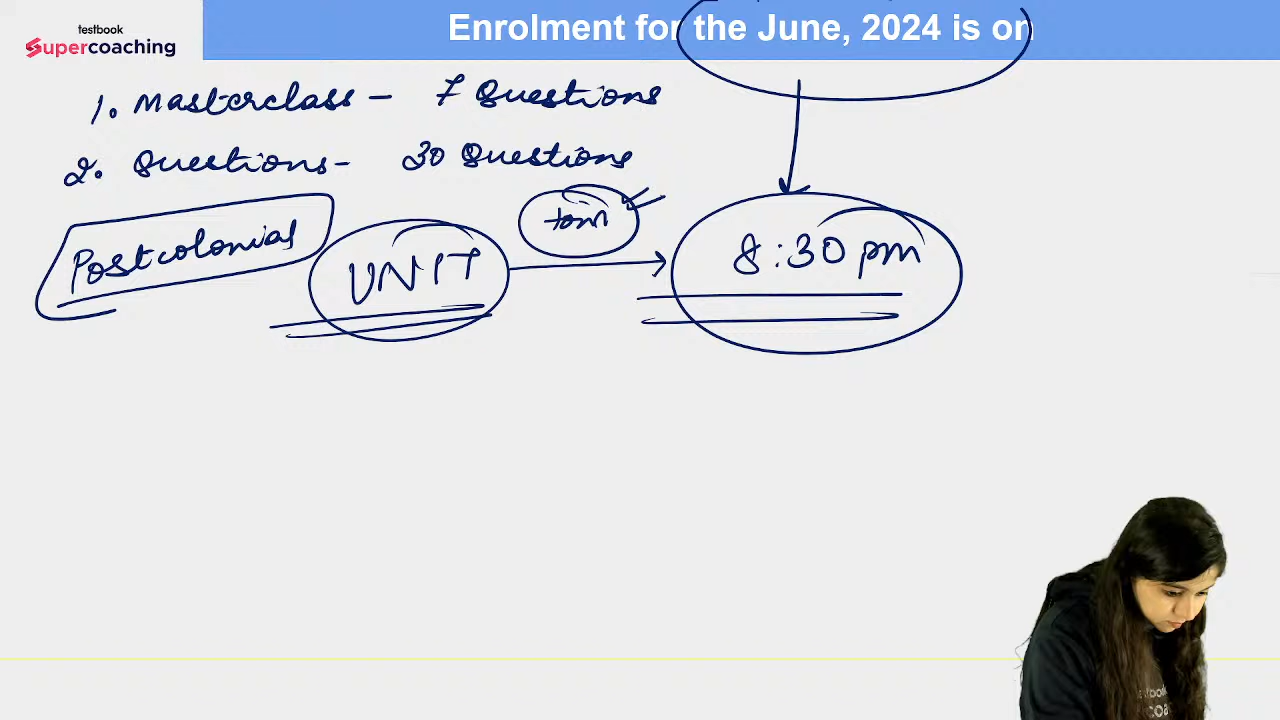 testbook
Supercoaching
Enrolment for the June, 2024 is on
1. Masterclass - 7 Questions
2. Questions - 30 Questions
Postcolonial UNIT tom 8:30 pm